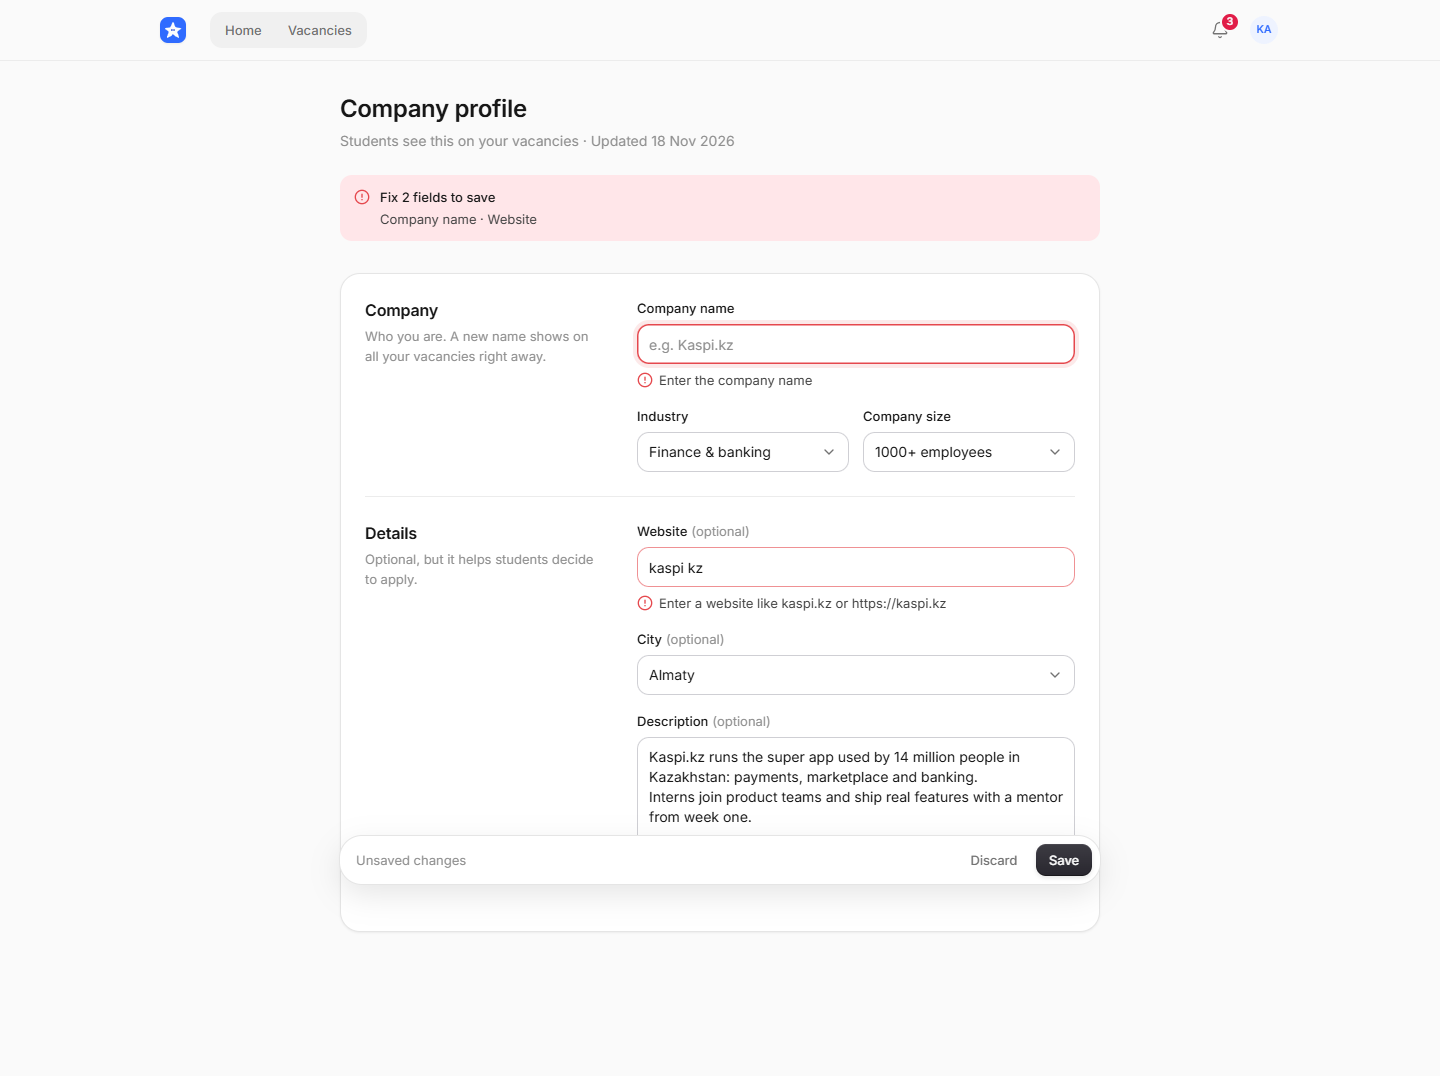 Home
Vacancies
3
KA
Company profile
Students see this on your vacancies · Updated 18 Nov 2026
Fix 2 fields to save
Company name · Website
Company
Who you are. A new name shows on
all your vacancies right away.
Company name
e.g. Kaspi.kz
Enter the company name
Industry
Company size
Finance & banking
1000+ employees
Details
Optional, but it helps students decide
to apply.
Website (optional)
kaspi kz
Enter a website like kaspi.kz or https://kaspi.kz
City (optional)
Almaty
Description (optional)
Kaspi.kz runs the super app used by 14 million people in
Kazakhstan: payments, marketplace and banking.
Interns join product teams and ship real features with a mentor
from week one.
Unsaved changes
Discard
Save